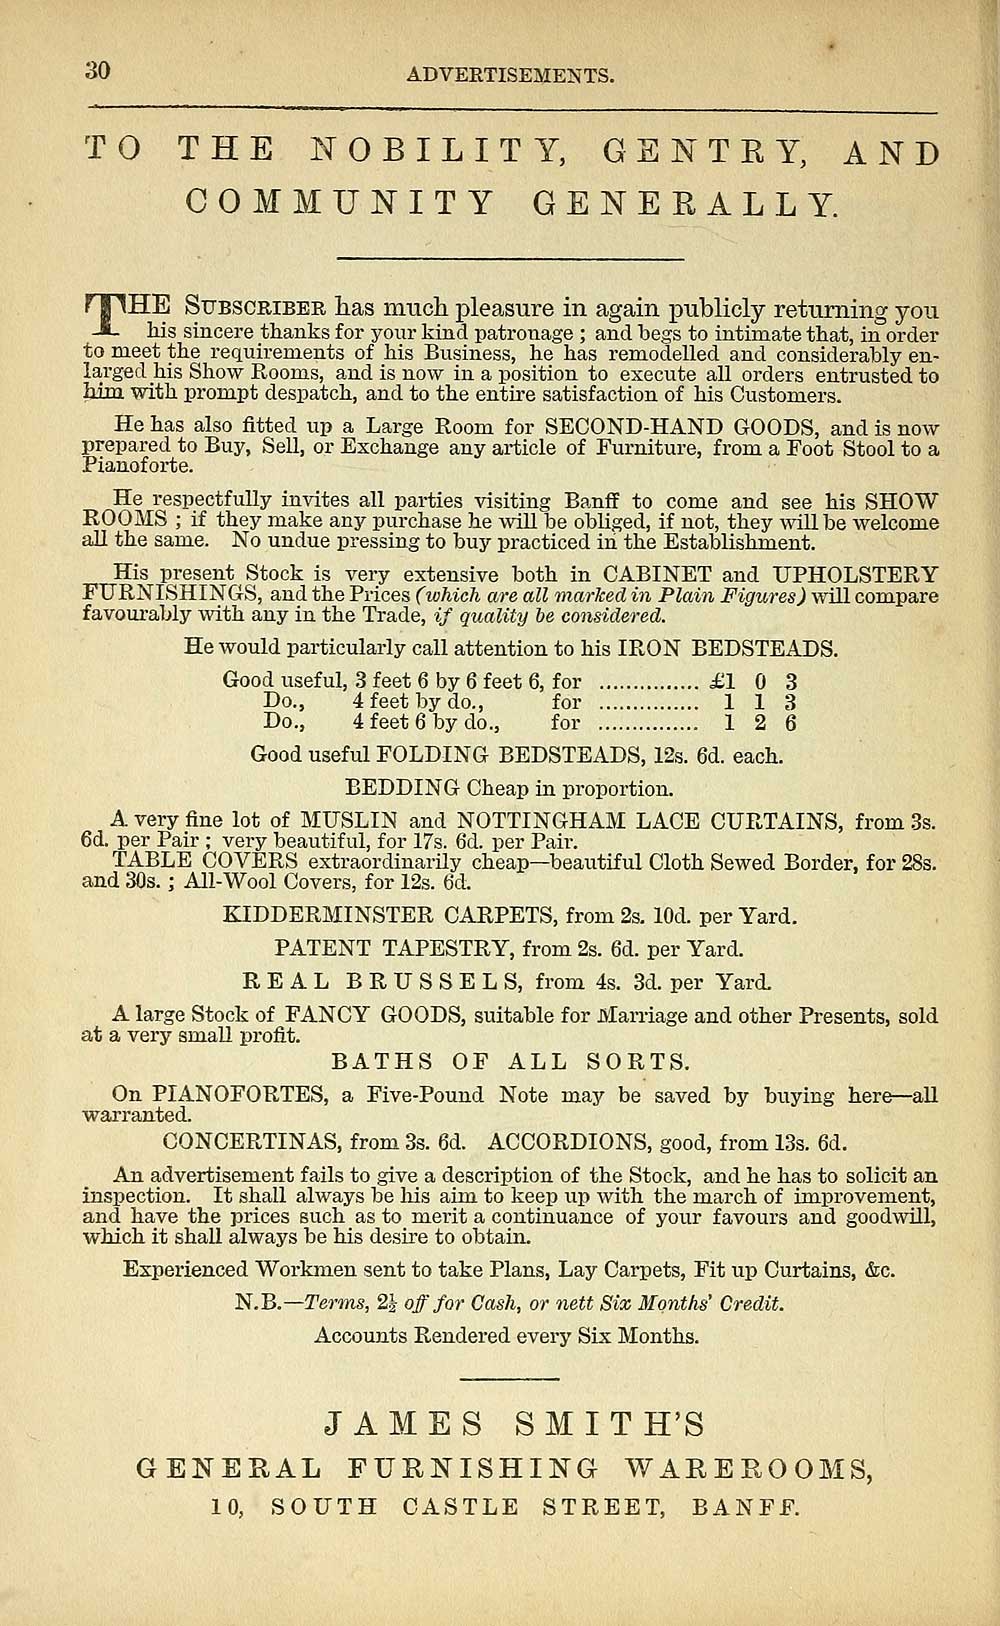 30
ADVERTISEMENTS.
TO THE NOBILITY, GENTRY, AND
COMMUNITY GENERALLY.
THE SUBSCRIBER has much pleasure in again publicly returning you
his sincere thanks for your kind patronage ; and begs to intimate that, in order
to meet the requirements of his Business, he has remodelled and considerably en-
larged his Show Rooms, and is now in a position to execute all orders entrusted to
him with prompt despatch, and to the entire satisfaction of his Customers.
He has also fitted up a Large Room for SECOND-HAND GOODS, and is now
prepared to Buy, Sell, or Exchange any article of Furniture, from a Foot Stool to a
Pianoforte.
He respectfully invites all parties visiting Banff to come and see his SHOW
ROOMS ; if they make any purchase he will be obliged, if not, they will be welcome
all the same. No undue pressing to buy practiced in the Establishment.
His present Stock is very extensive both in CABINET and UPHOLSTERY
FURNISHINGS, and the Prices (which are all marked in Plain Figures) will compare
favourably with any in the Trade, if quality be considered.
He would particularly call attention to his IRON BEDSTEADS.
Good useful, 3 feet 6 by 6 feet 6, for ............... £1 0 3
Do., 4 feet by do., for ............... 1 1 3
Do., 4 feet 6 by do., for ............... 1 2 6
Good useful FOLDING BEDSTEADS, 12s. 6d. each.
BEDDING Cheap in proportion.
A very fine lot of MUSLIN and NOTTINGHAM LACE CURTAINS, from 3s.
6d. per Pair ; very beautiful, for 17s. 6d. per Pair.
TABLE COVERS extraordinarily cheap—beautiful Cloth Sewed Border, for 28s.
and 30s. ; All-Wool Covers, for 12s. 6d.
KIDDERMINSTER CARPETS, from 2s. 10d. per Yard.
PATENT TAPESTRY, from 2s. 6d. per Yard.
REAL BRUSSELS, from 4s. 3d. per Yard.
A large Stock of FANCY GOODS, suitable for Marriage and other Presents, sold
at a very small profit.
BATHS OF ALL SORTS.
On PIANOFORTES, a Five-Pound Note may be saved by buying here—all
warranted.
CONCERTINAS, from 3s. 6d. ACCORDIONS, good, from 13s. 6d.
An advertisement fails to give a description of the Stock, and he has to solicit an
inspection. It shall always be his aim to keep up with the march of improvement,
and have the prices such as to merit a continuance of your favours and goodwill,
which it shall always be his desire to obtain.
Experienced Workmen sent to take Plans, Lay Carpets, Fit up Curtains, &c.
N.B.—Terms, 2½ off for Cash, or nett Six Months' Credit.
Accounts Rendered every Six Months.
JAMES SMITH'S
GENERAL FURNISHING WAREROOMS,
10, SOUTH CASTLE STREET, BANFF.